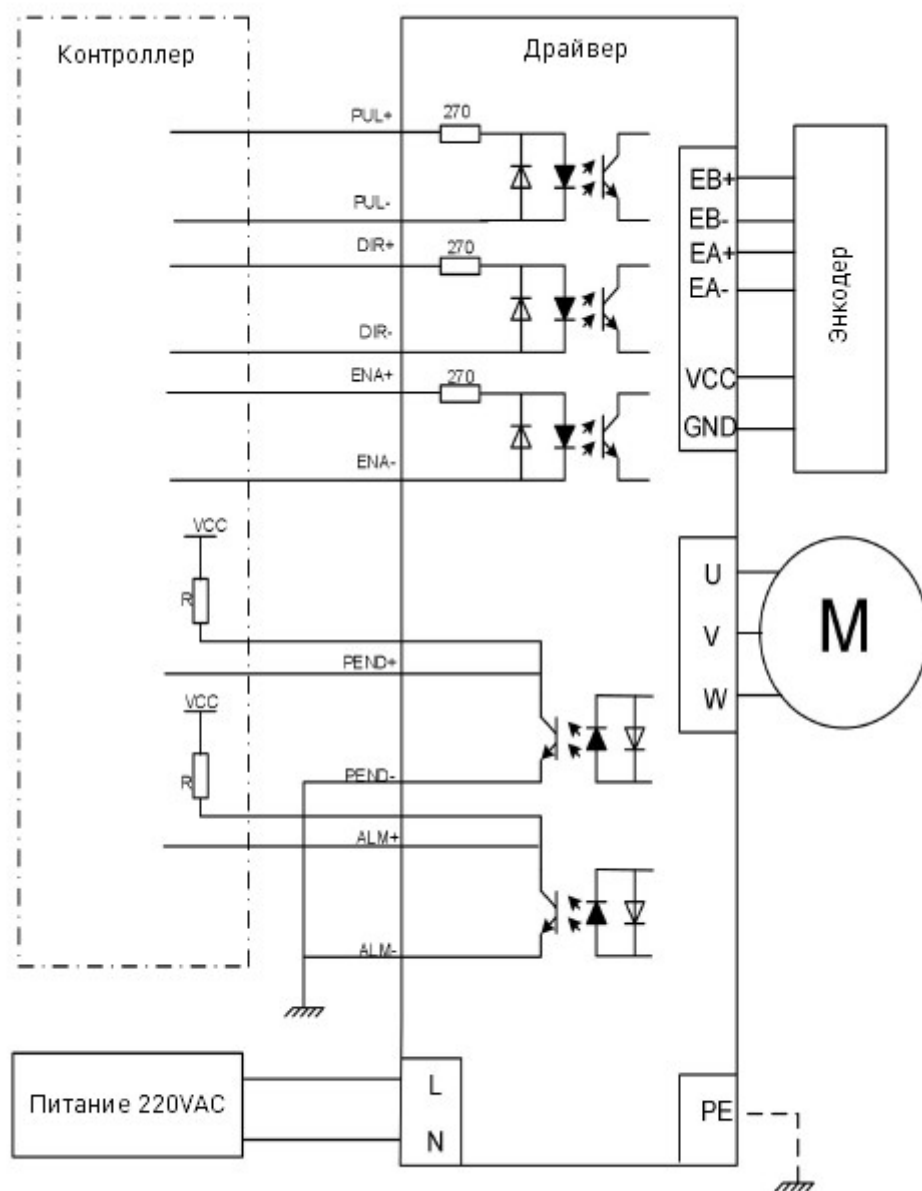 Контроллер
Драйвер
PUL+
270
PUL-
DIR+
270
DIR-
ENA+
270
ENA-
VCC
R
PEND+
VCC
R
PEND-
ALM+
ALM-
EB+
EB-
EA+
EA-
VCC
GND
Энкодер
U
V
W
M
Питание 220VAC
L
N
PE